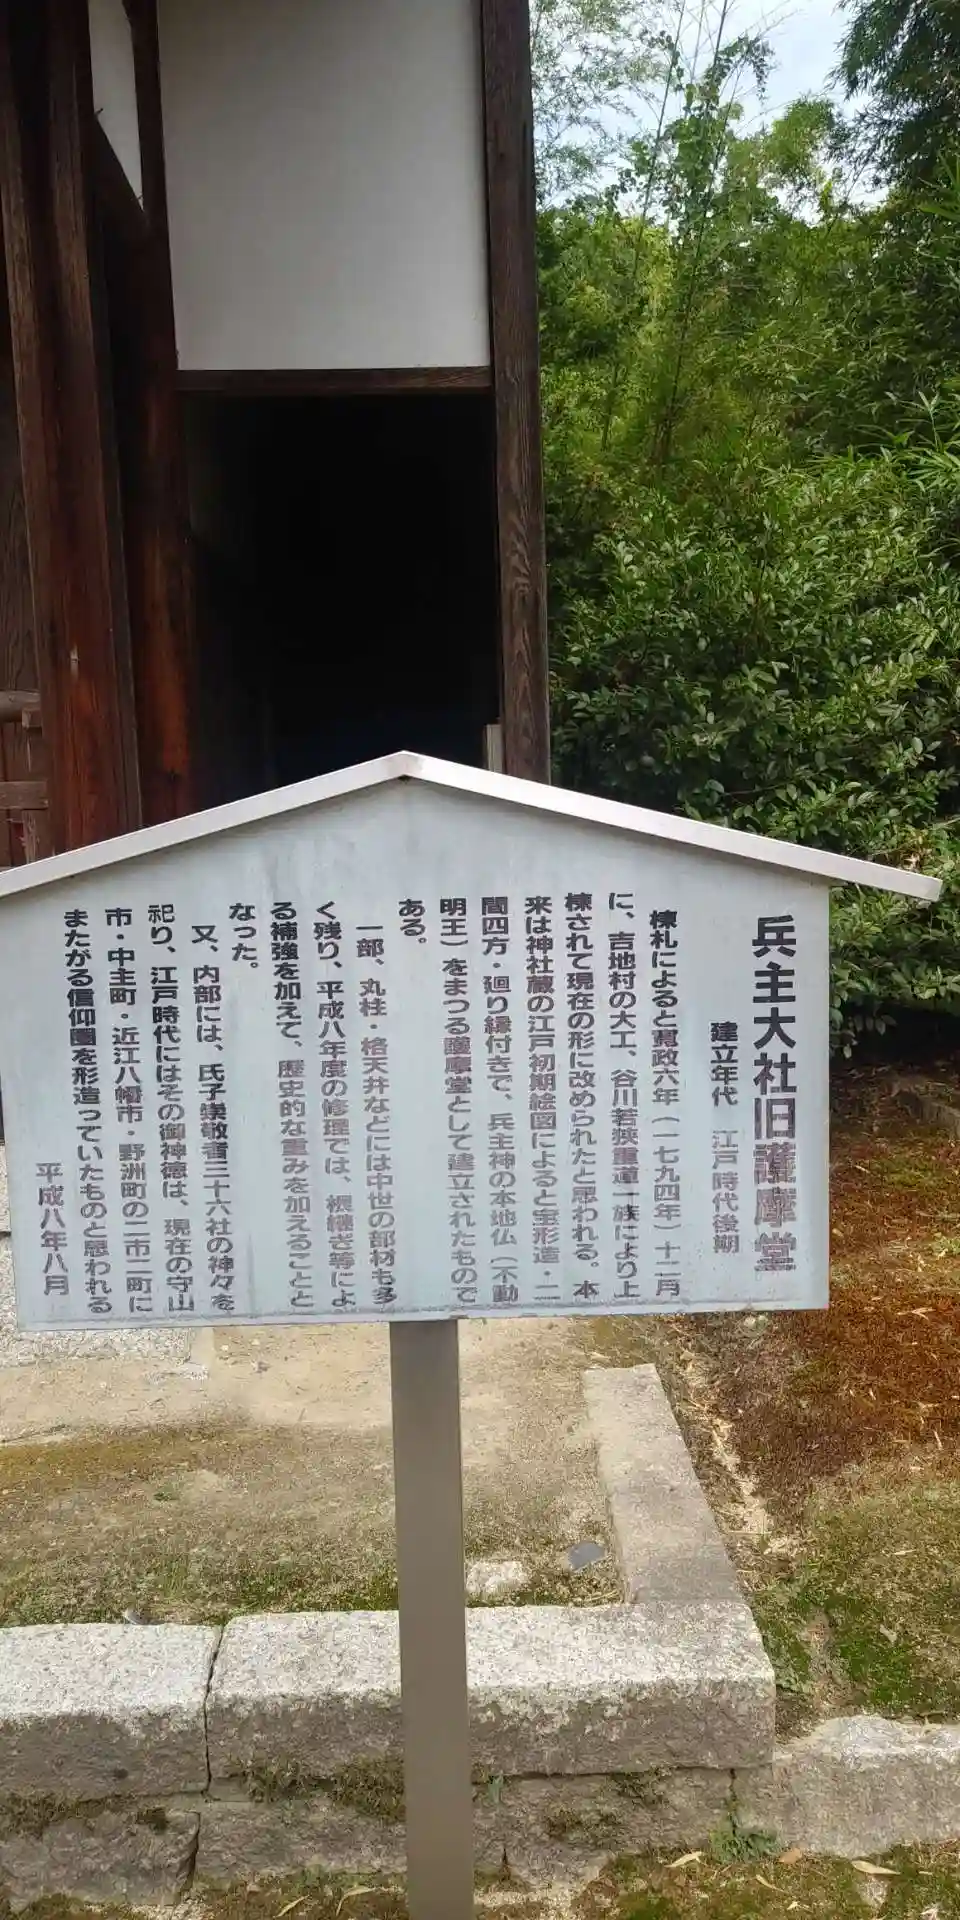 兵主大社旧護摩堂
建立年代　江戸時代後期
棟札によると寛政六年（一七九四年）十二月
に、吉地村の大工、谷川若狭重道一族により上
棟されて現在の形に改められたと思われる。本
来は神社蔵の江戸初期絵図によると宝形造・二
間四方・廻り縁付きで、兵主神の本地仏（不動
明王）をまつる護摩堂として建立されたもので
ある。
一部、丸柱・格天井などには中世の部材も多
く残り、平成八年度の修理では、根継ぎ等によ
る補強を加えて、歴史的な重みを加えることと
なった。
又、内部には、氏子崇敬者三十六社の神々を
祀り、江戸時代にはその御神徳は、現在の守山
市・中主町・近江八幡市・野洲町の二市二町に
またがる信仰圏を形造っていたものと思われる
平成八年八月